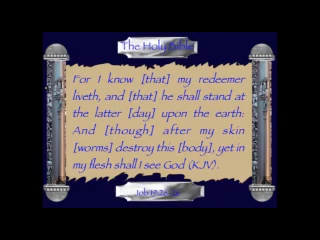 The Holy Bible
For I know [that] my redeemer
liveth, and [that] he shall stand at
the latter [day] upon the earth:
And [though] after my skin
[worms] destroy this [body], yet in
my flesh shall I see God (KJV).
Job